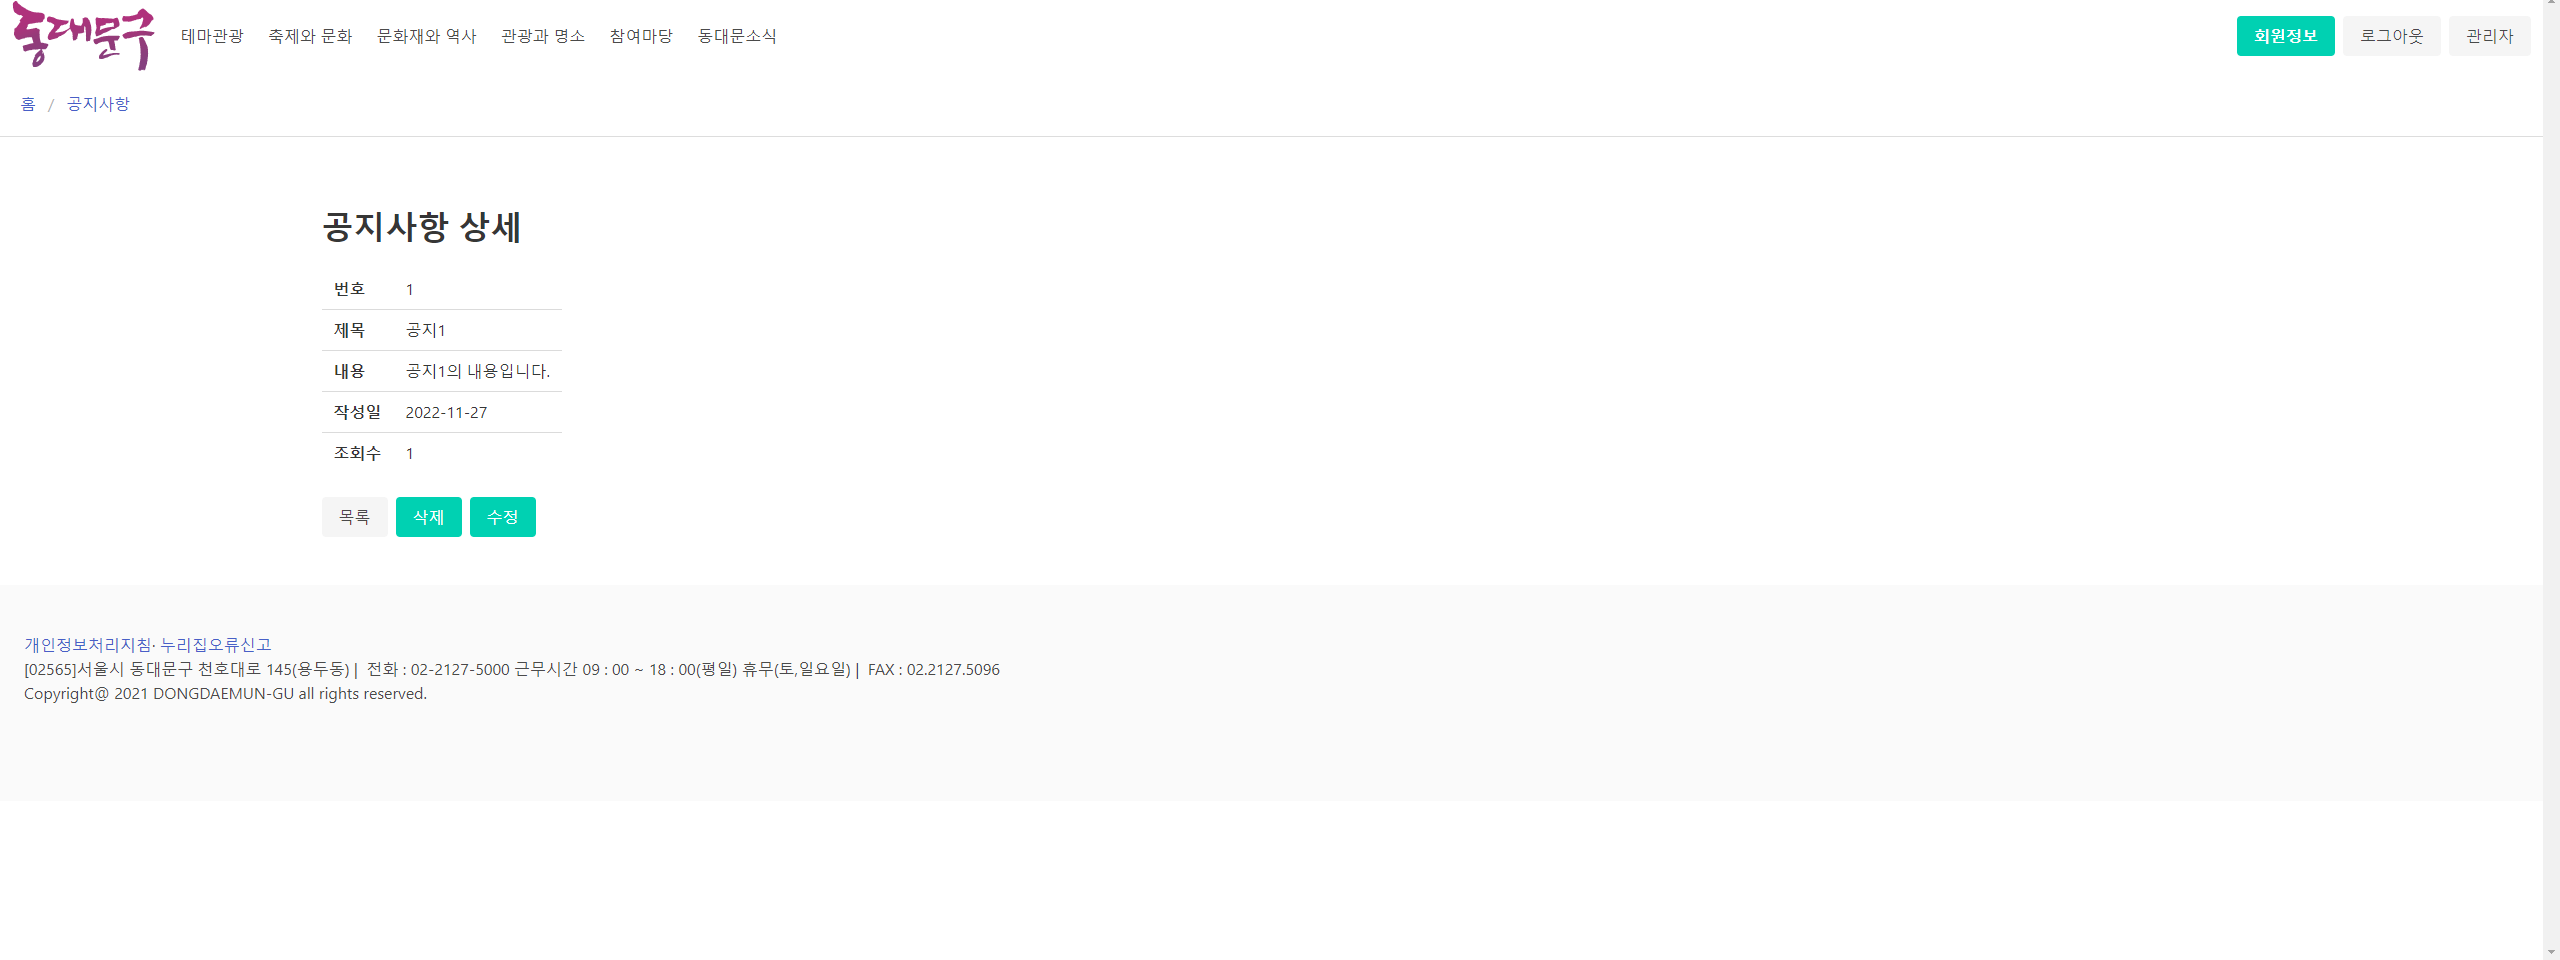 동대문구 테마관광 축제와 문화 문화재와 역사 관광과 명소 참여마당 동대문소식 회원정보 로그아웃 관리자
홈 / 공지사항
공지사항 상세
번호 1
제목 공지1
내용 공지1의 내용입니다.
작성일 2022-11-27
조회수 1
목록 삭제 수정
개인정보처리지침· 누리집오류신고
[02565]서울시 동대문구 천호대로 145(용두동) | 전화 : 02-2127-5000 근무시간 09 : 00 ~ 18 : 00(평일) 휴무(토,일요일) | FAX : 02.2127.5096
Copyright@ 2021 DONGDAEMUN-GU all rights reserved.